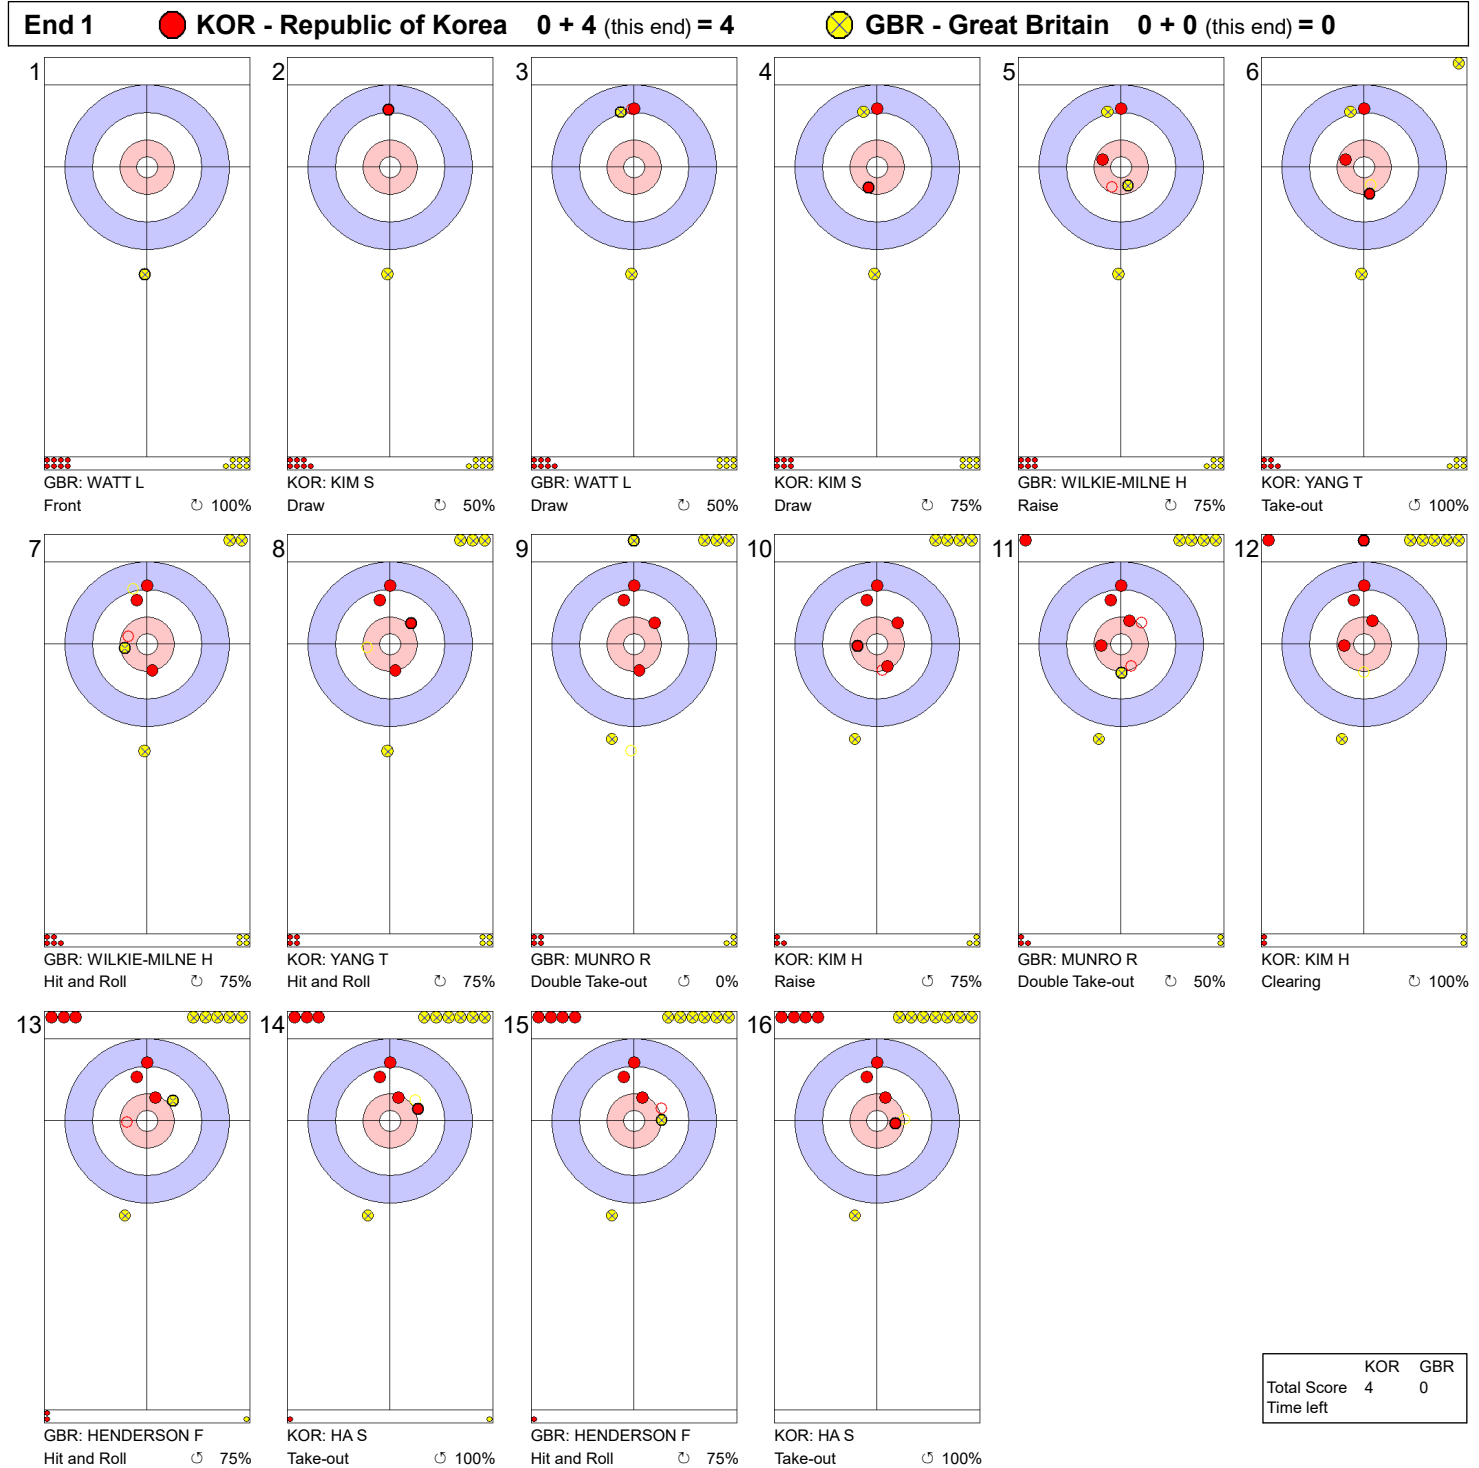 End 1 KOR - Republic of Korea 0 + 4 (this end) = 4 GBR - Great Britain 0 + 0 (this end) = 0
1 2 3 4 5 6
GBR: WATT L KOR: KIM S GBR: WATT L KOR: KIM S GBR: WILKIE-MILNE H KOR: YANG T
Front ↻ 100% Draw ↻ 50% Draw ↻ 50% Draw ↻ 75% Raise ↻ 75% Take-out ↻ 100%
7 8 9 10 11 12
GBR: WILKIE-MILNE H KOR: YANG T GBR: MUNRO R KOR: KIM H GBR: MUNRO R KOR: KIM H
Hit and Roll ↻ 75% Hit and Roll ↻ 75% Double Take-out ↺ 0% Raise ↺ 75% Double Take-out ↻ 50% Clearing ↻ 100%
13 14 15 16
GBR: HENDERSON F KOR: HA S GBR: HENDERSON F KOR: HA S
Hit and Roll ↺ 75% Take-out ↺ 100% Hit and Roll ↻ 75% Take-out ↺ 100%
KOR GBR
Total Score 4 0
Time left